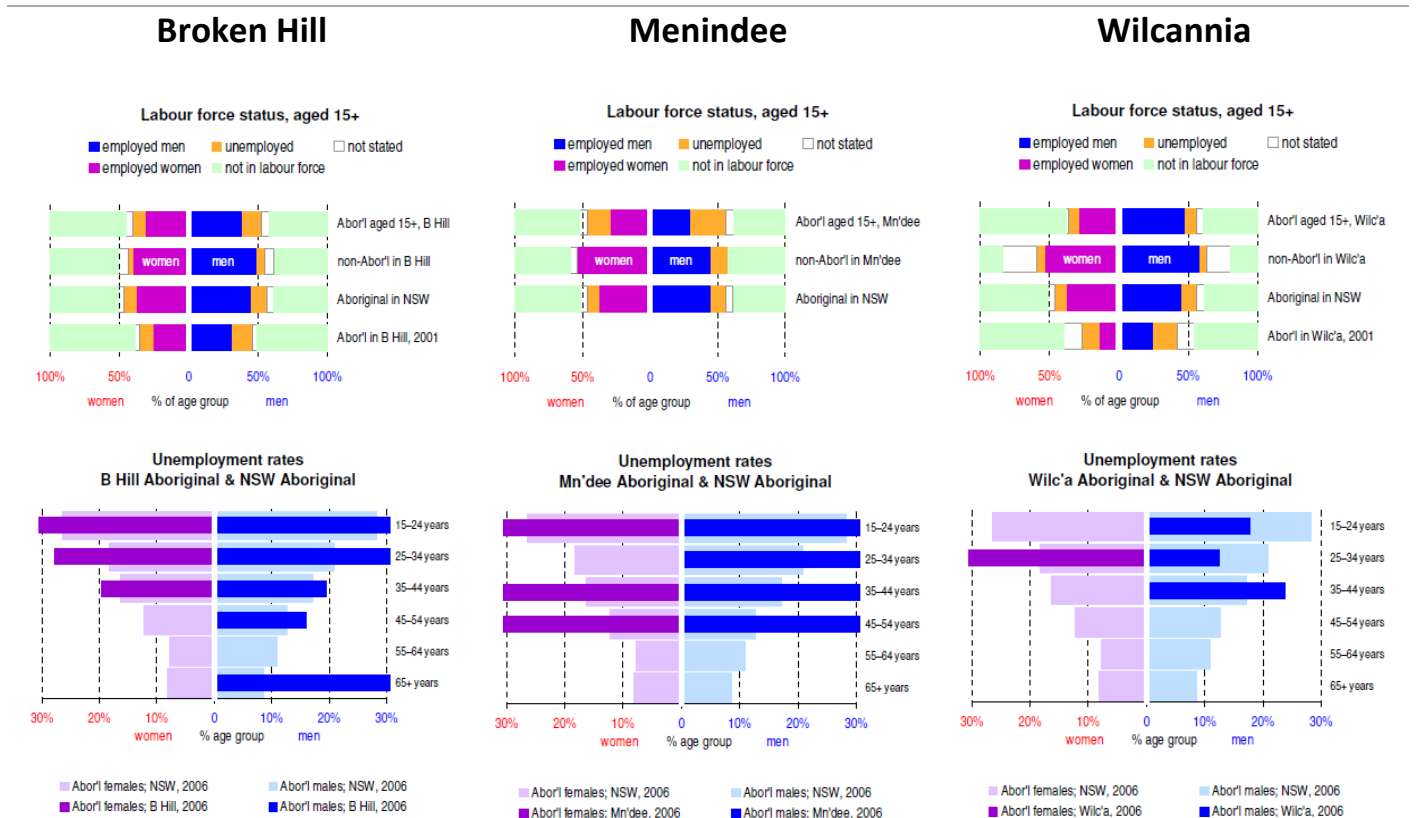 Broken Hill
Labour force status, aged 15+
employed men unemployed not stated
employed women not in labour force
Abor'l aged 15+, B Hill
women men non-Abor'l in B Hill
Aboriginal in NSW
Abor'l in B Hill, 2001
100% 50% 0 50% 100%
women % of age group men
Unemployment rates
B Hill Aboriginal & NSW Aboriginal
15–24 years
25–34 years
35–44 years
45–54 years
55–64 years
65+ years
30% 20% 10% 0 10% 20% 30%
women % age group men
Abor'l females; NSW, 2006 Abor'l males; NSW, 2006
Abor'l females; B Hill, 2006 Abor'l males; B Hill, 2006
Menindee
Labour force status, aged 15+
employed men unemployed not stated
employed women not in labour force
Abor'l aged 15+, Mn'dee
women men non-Abor'l in Mn'dee
Aboriginal in NSW
100% 50% 0 50% 100%
women % of age group men
Unemployment rates
Mn'dee Aboriginal & NSW Aboriginal
15–24 years
25–34 years
35–44 years
45–54 years
55–64 years
65+ years
30% 20% 10% 0 10% 20% 30%
women % age group men
Abor'l females; NSW, 2006 Abor'l males; NSW, 2006
Abor'l females; Mn'dee, 2006 Abor'l males; Mn'dee, 2006
Wilcannia
Labour force status, aged 15+
employed men unemployed not stated
employed women not in labour force
Abor'l aged 15+, Wilc'a
women men non-Abor'l in Wilc'a
Aboriginal in NSW
Abor'l in Wilc'a, 2001
100% 50% 0 50% 100%
women % of age group men
Unemployment rates
Wilc'a Aboriginal & NSW Aboriginal
15–24 years
25–34 years
35–44 years
45–54 years
55–64 years
65+ years
30% 20% 10% 0 10% 20% 30%
women % age group men
Abor'l females; NSW, 2006 Abor'l males; NSW, 2006
Abor'l females; Wilc'a, 2006 Abor'l males; Wilc'a, 2006